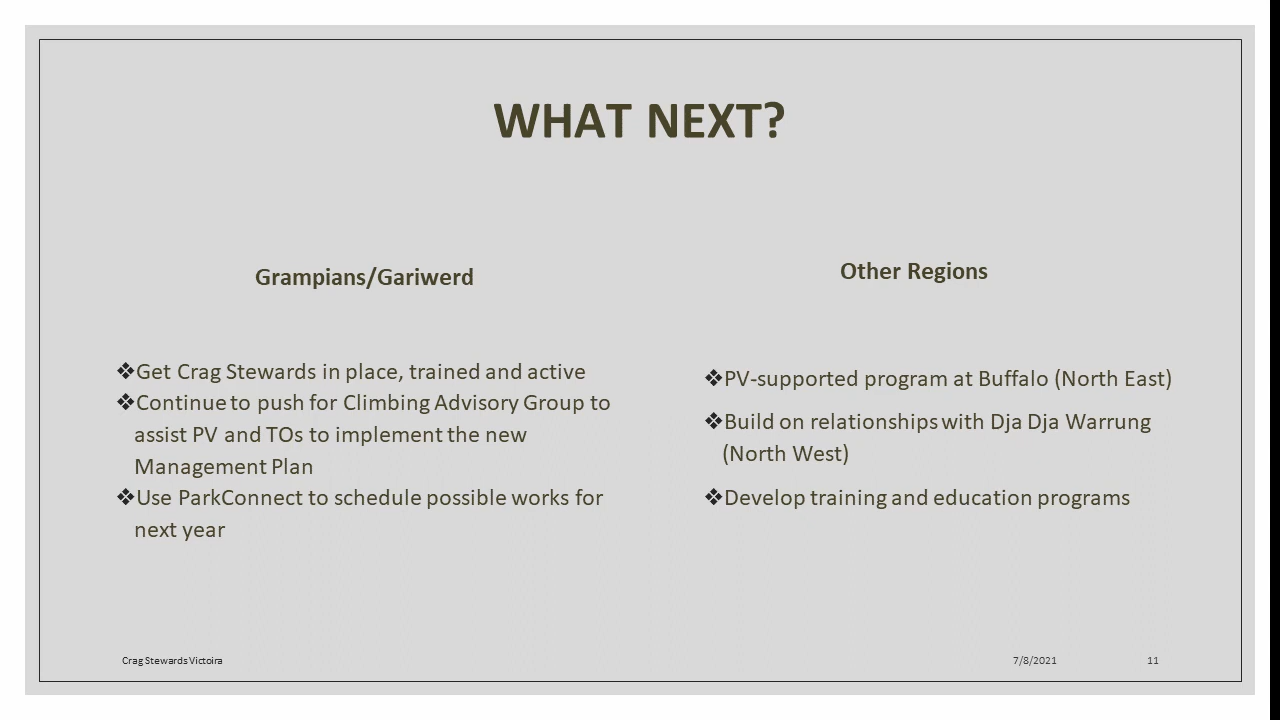 WHAT NEXT?
Grampians/Gariwerd
❖Get Crag Stewards in place, trained and active
❖Continue to push for Climbing Advisory Group to
assist PV and TOs to implement the new
Management Plan
❖Use ParkConnect to schedule possible works for
next year
Other Regions
❖PV-supported program at Buffalo (North East)
❖Build on relationships with Dja Dja Warrung
(North West)
❖Develop training and education programs
Crag Stewards Victoira
7/8/2021
11